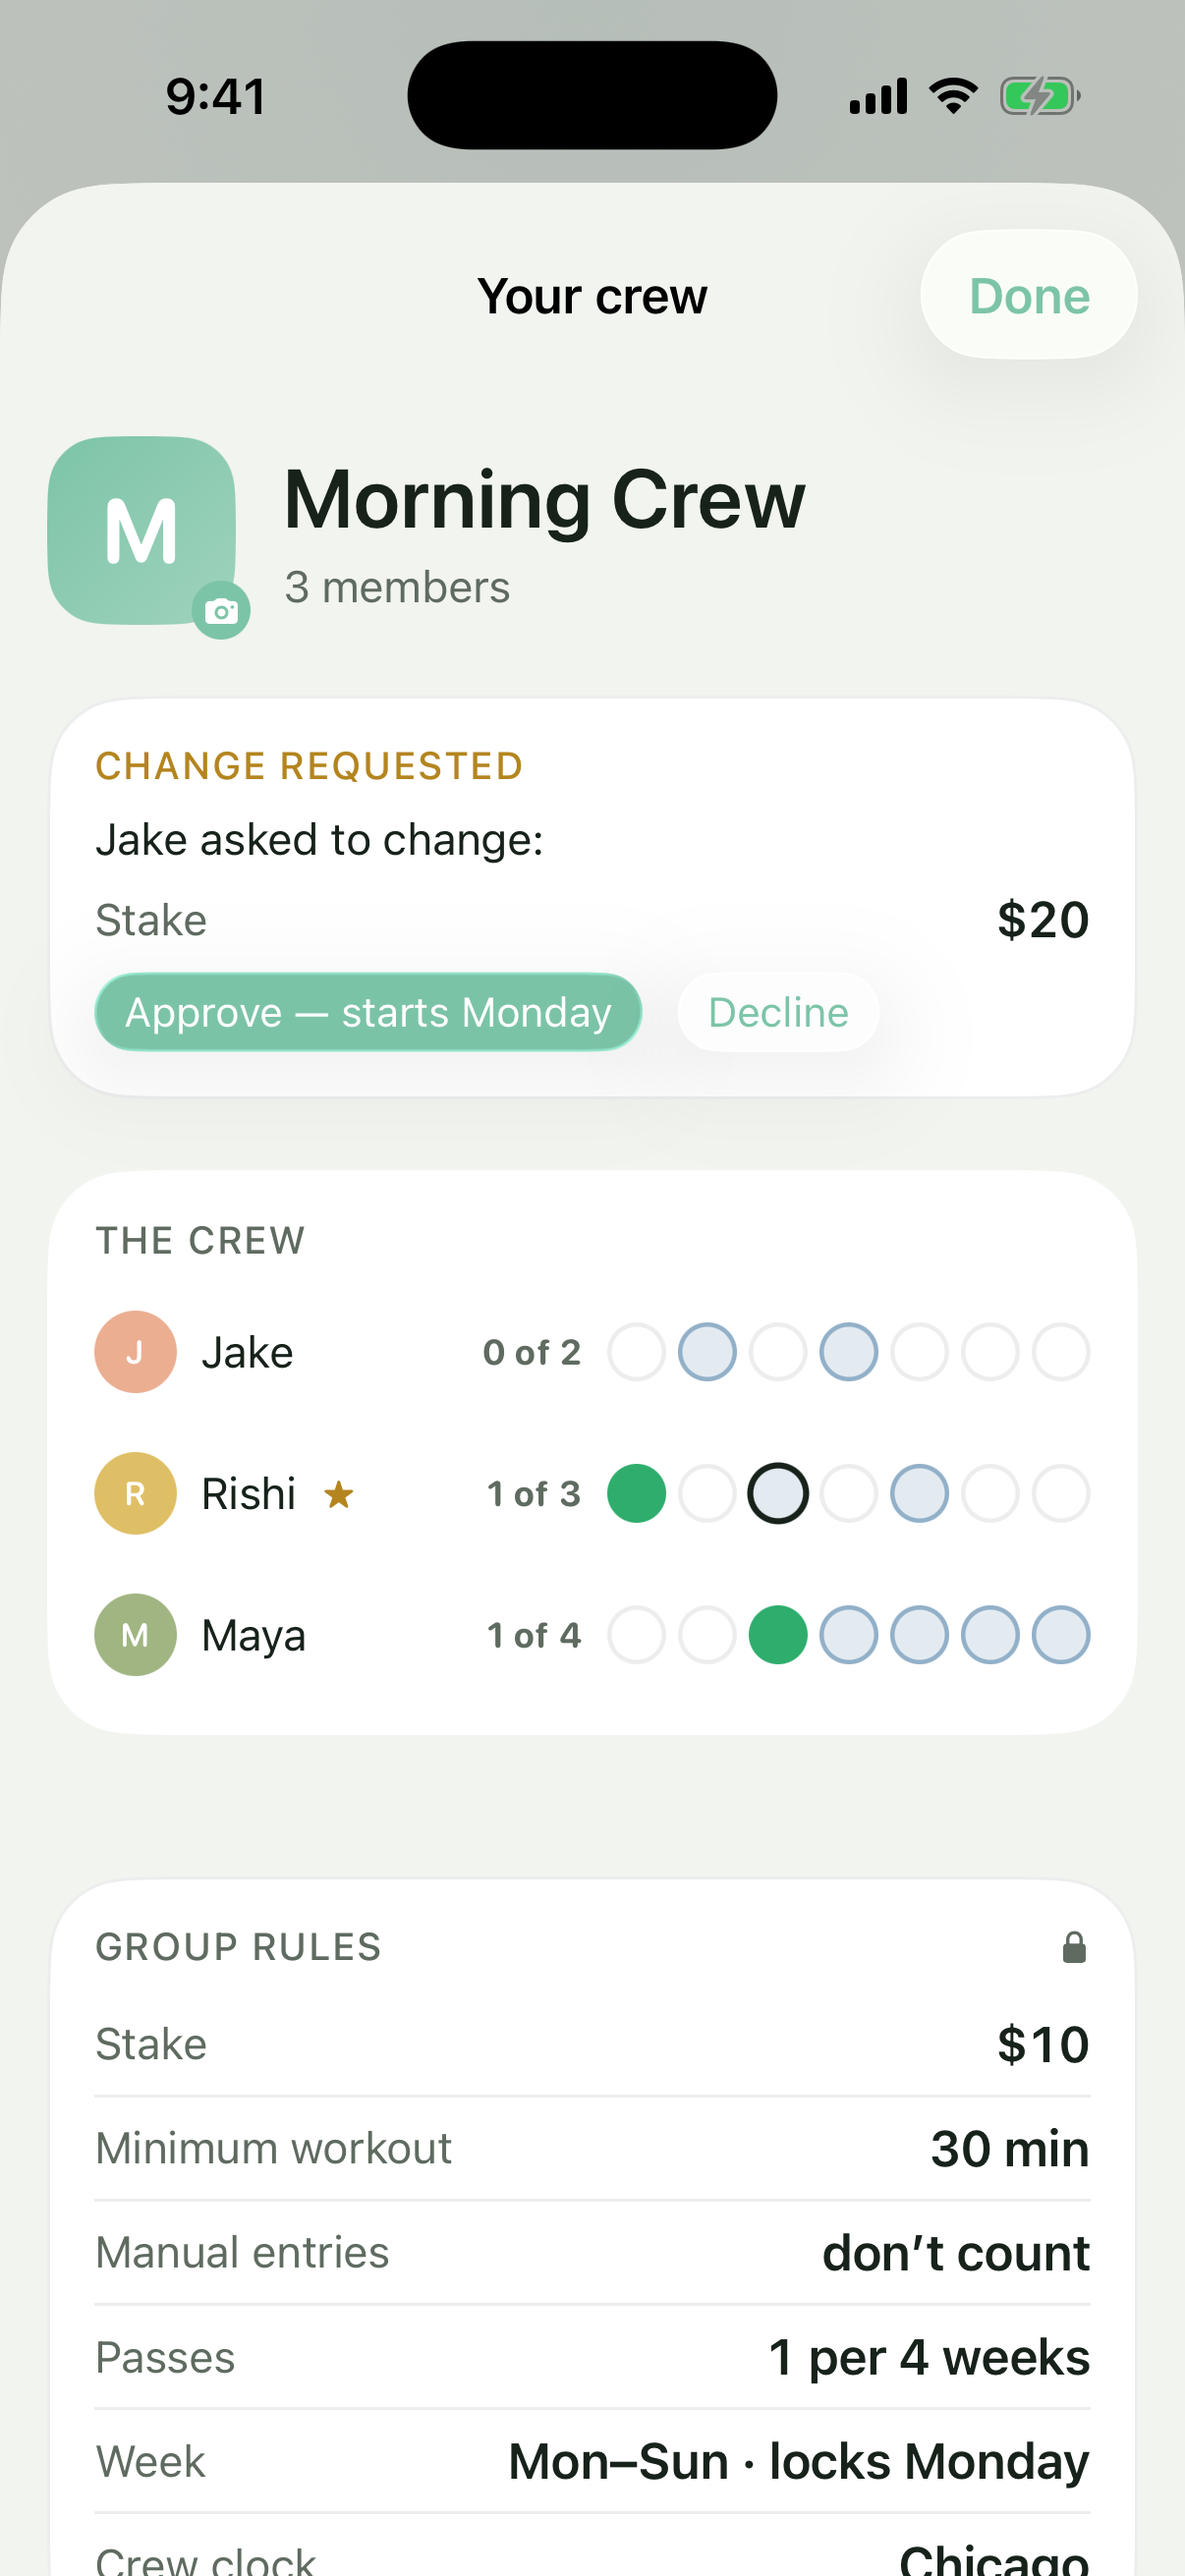 9:41
Your crew
Done
M
Morning Crew
3 members
CHANGE REQUESTED
Jake asked to change:
Stake $20
Approve — starts Monday Decline
THE CREW
J Jake 0 of 2
R Rishi 1 of 3
M Maya 1 of 4
GROUP RULES
Stake $10
Minimum workout 30 min
Manual entries don’t count
Passes 1 per 4 weeks
Week Mon–Sun · locks Monday
Crew clock Chicago